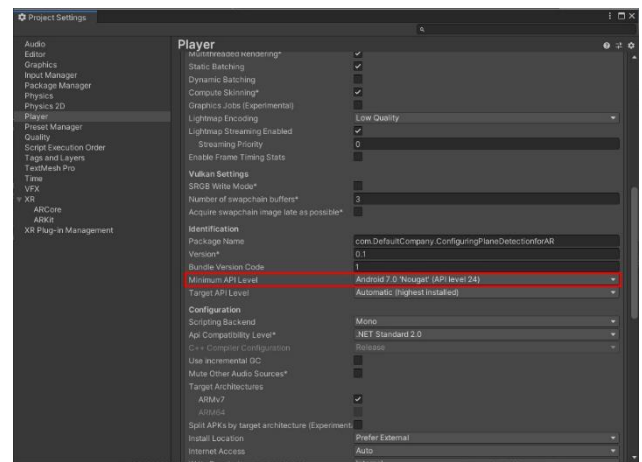 Project Settings
Audio
Editor
Graphics
Input Manager
Package Manager
Physics
Physics 2D
Player
Preset Manager
Quality
Script Execution Order
Tags and Layers
TextMesh Pro
Time
VFX
XR
ARCore
ARKit
XR Plug-in Management
Player
Multithreaded Rendering*
Static Batching
Dynamic Batching
Compute Skinning*
Graphics Jobs (Experimental)
Lightmap Encoding Low Quality
Lightmap Streaming Enabled
Streaming Priority 0
Enable Frame Timing Stats
Vulkan Settings
SRGB Write Mode*
Number of swapchain buffers* 3
Acquire swapchain image late as possible*
Identification
Package Name com.DefaultCompany.ConfiguringPlaneDetectionforAR
Version* 0.1
Bundle Version Code 1
Minimum API Level Android 7.0 'Nougat' (API level 24)
Target API Level Automatic (highest installed)
Configuration
Scripting Backend Mono
Api Compatibility Level* .NET Standard 2.0
C++ Compiler Configuration Release
Use incremental GC
Mute Other Audio Sources*
Target Architectures
ARMv7
ARM64
Split APKs by target architecture (Experiment
Install Location Prefer External
Internet Access Auto